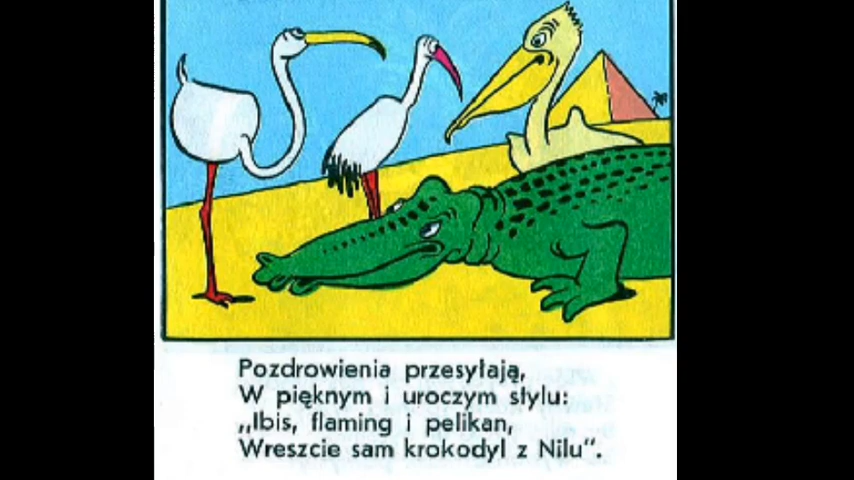 Pozdrowienia przesyłają,
W pięknym i uroczym stylu:
„Ibis, flaming i pelikan,
Wreszcie sam krokodyl z Nilu".